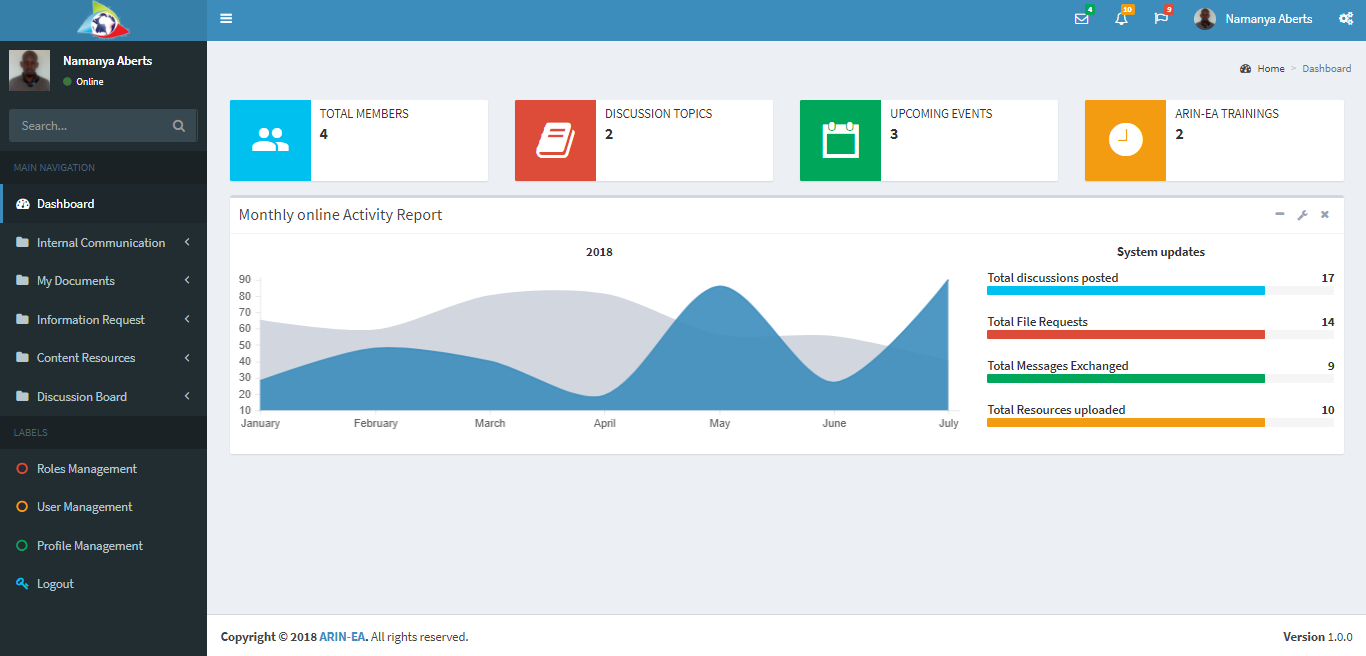 4
10
9
Namanya Aberts
Namanya Aberts
Online
Search...
MAIN NAVIGATION
Dashboard
Internal Communication
My Documents
Information Request
Content Resources
Discussion Board
LABELS
Roles Management
User Management
Profile Management
Logout
Home > Dashboard
TOTAL MEMBERS
4
DISCUSSION TOPICS
2
UPCOMING EVENTS
3
ARIN-EA TRAININGS
2
Monthly online Activity Report
2018
90
80
70
60
50
40
30
20
10
January February March April May June July
System updates
Total discussions posted 17
Total File Requests 14
Total Messages Exchanged 9
Total Resources uploaded 10
Copyright © 2018 ARIN-EA. All rights reserved.
Version 1.0.0